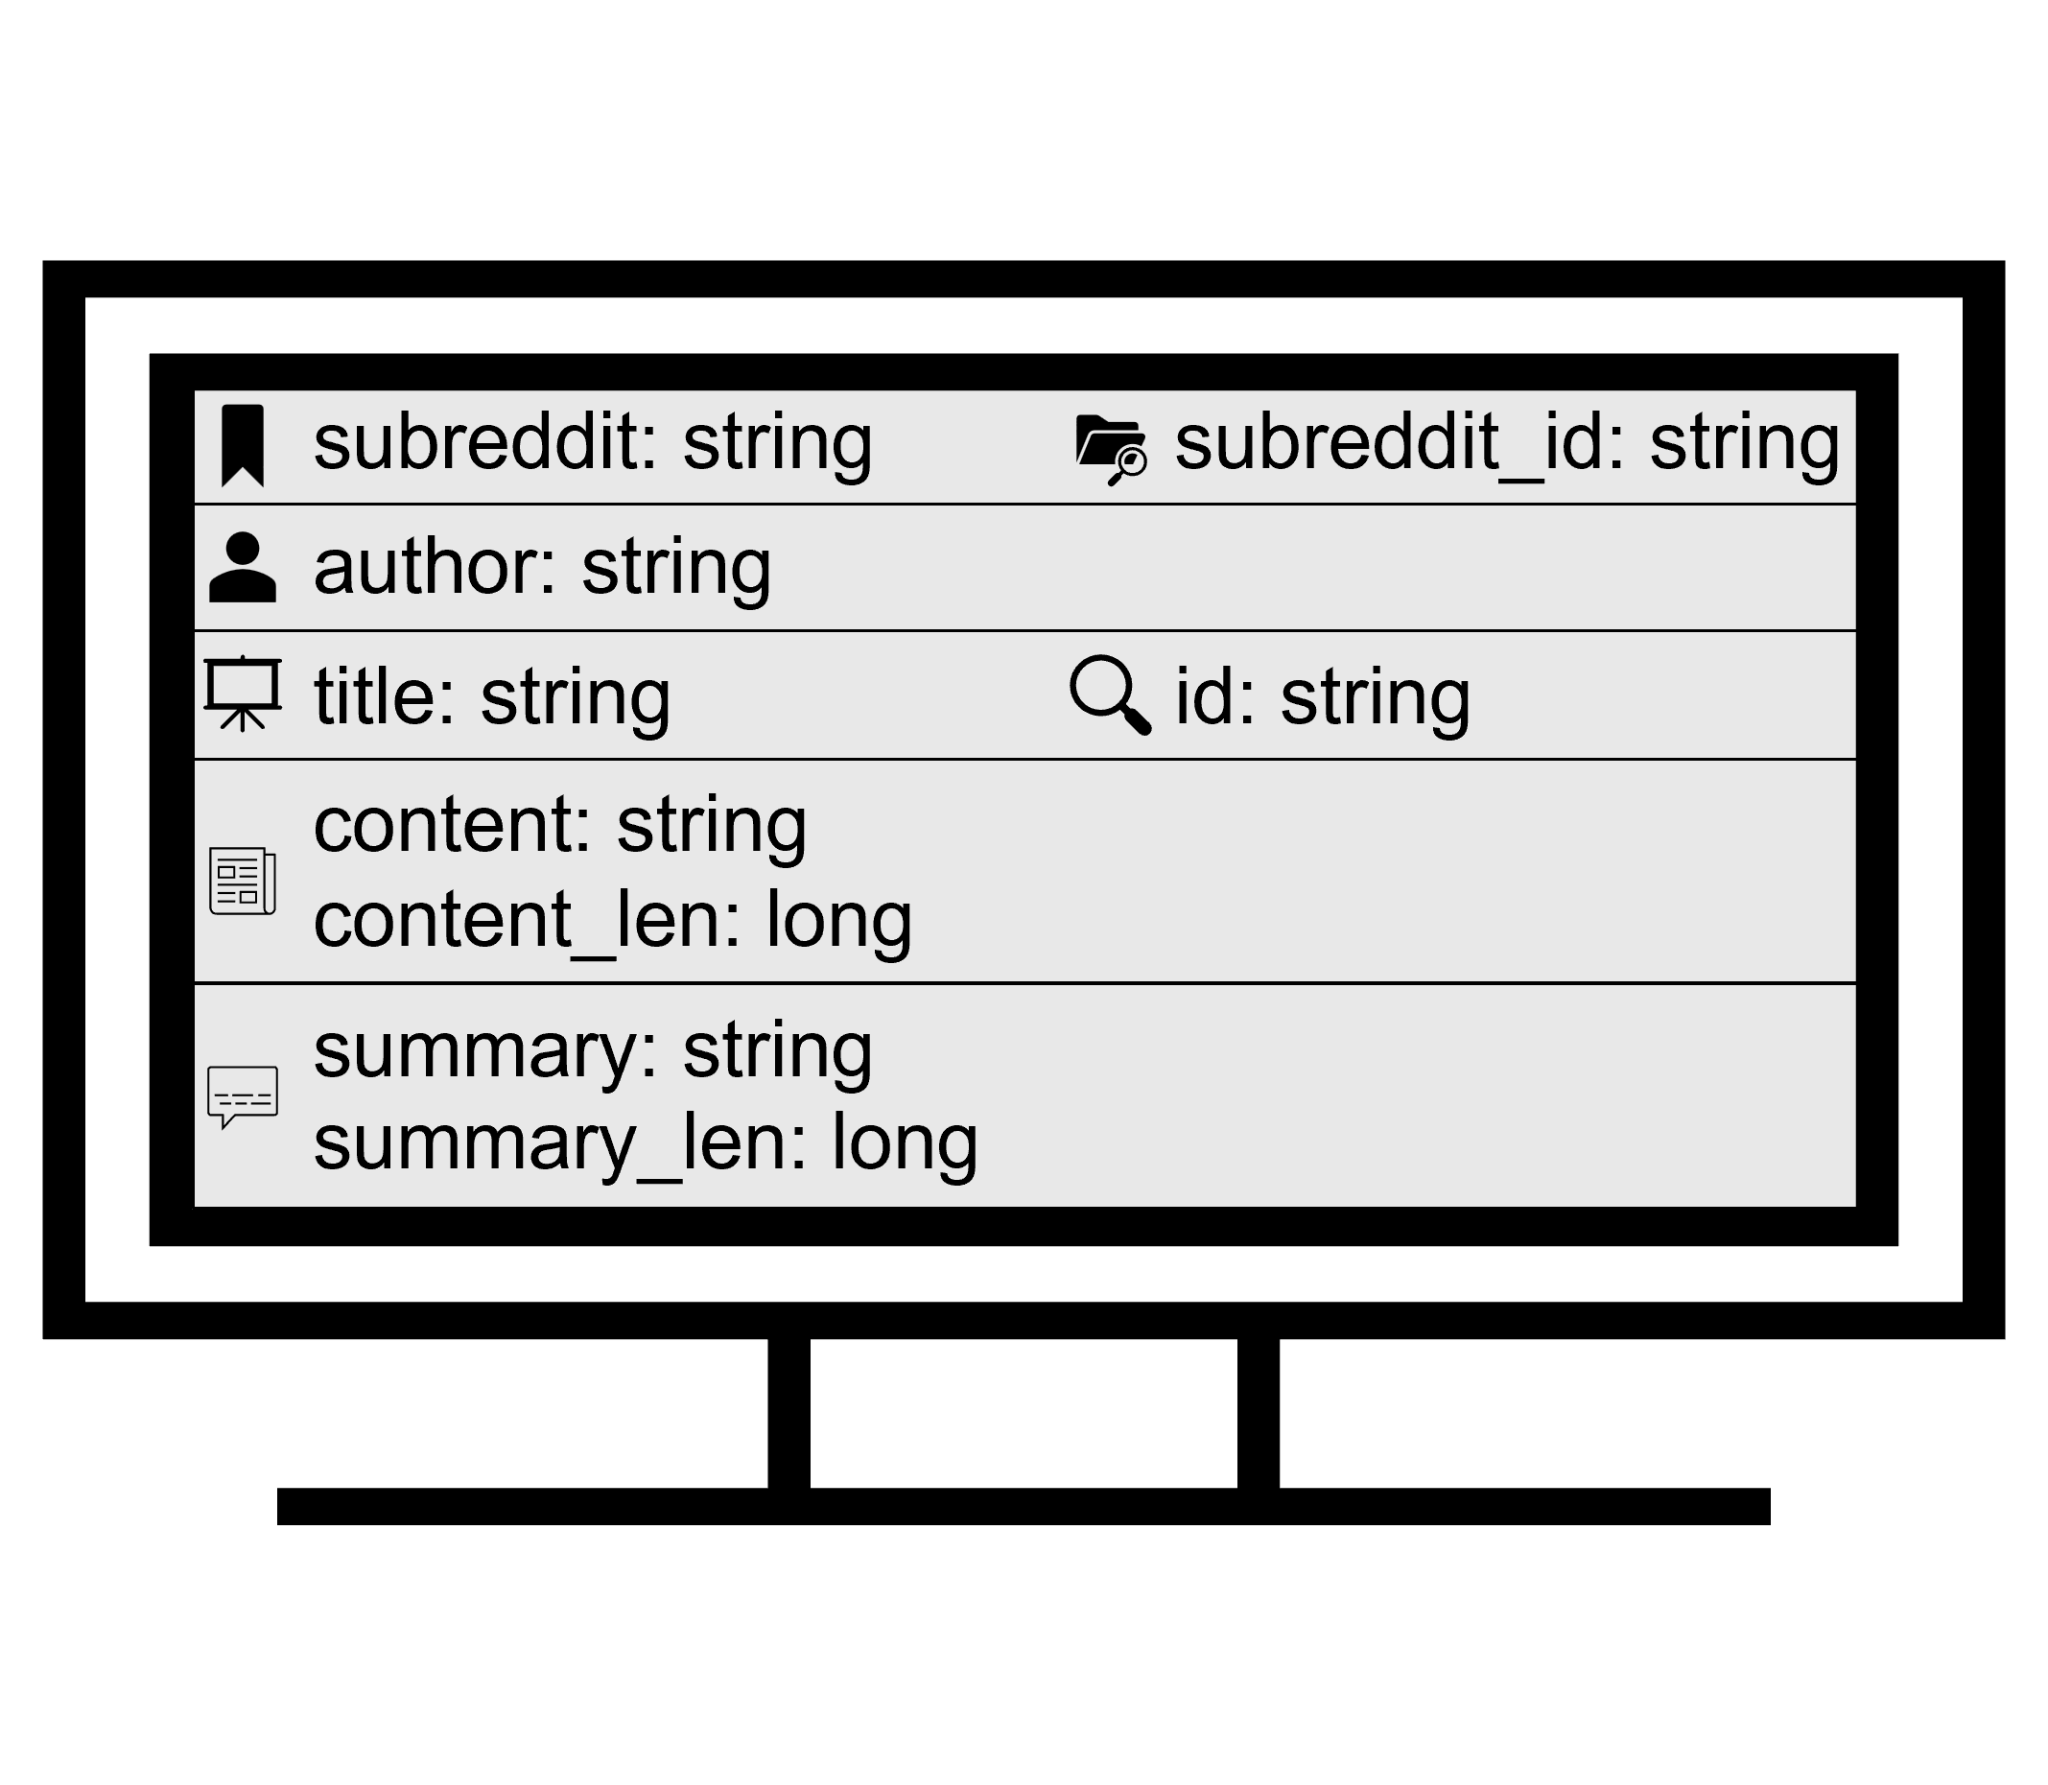 subreddit: string subreddit_id: string
author: string
title: string id: string
content: string
content_len: long
summary: string
summary_len: long